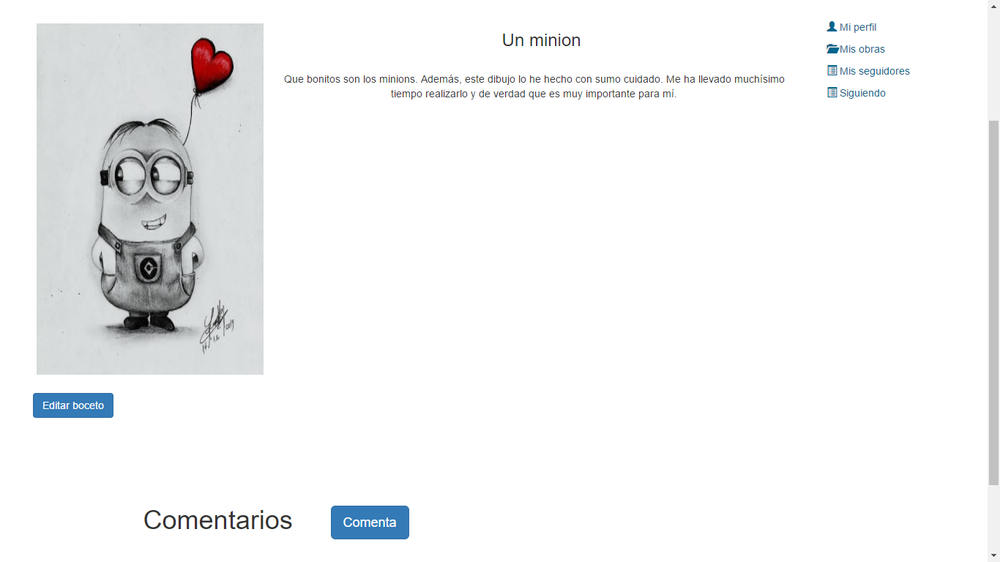 Un minion
Que bonitos son los minions. Además, este dibujo lo he hecho con sumo cuidado. Me ha llevado muchísimo
tiempo realizarlo y de verdad que es muy importante para mí.
Mi perfil
Mis obras
Mis seguidores
Siguiendo
Editar boceto
Comentarios
Comenta